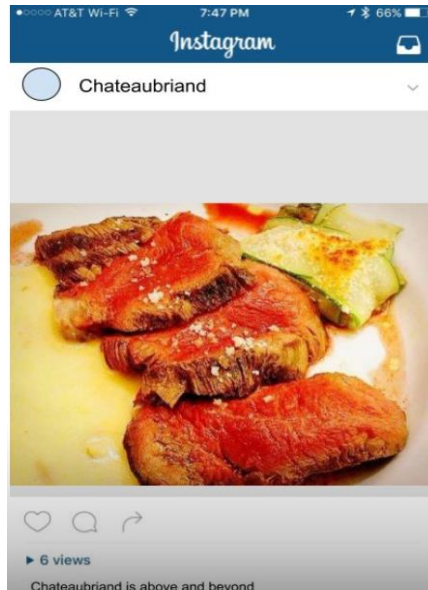 AT&T Wi-Fi 7:47 PM 66%
Instagram
Chateaubriand
6 views
Chateaubriand is above and beyond